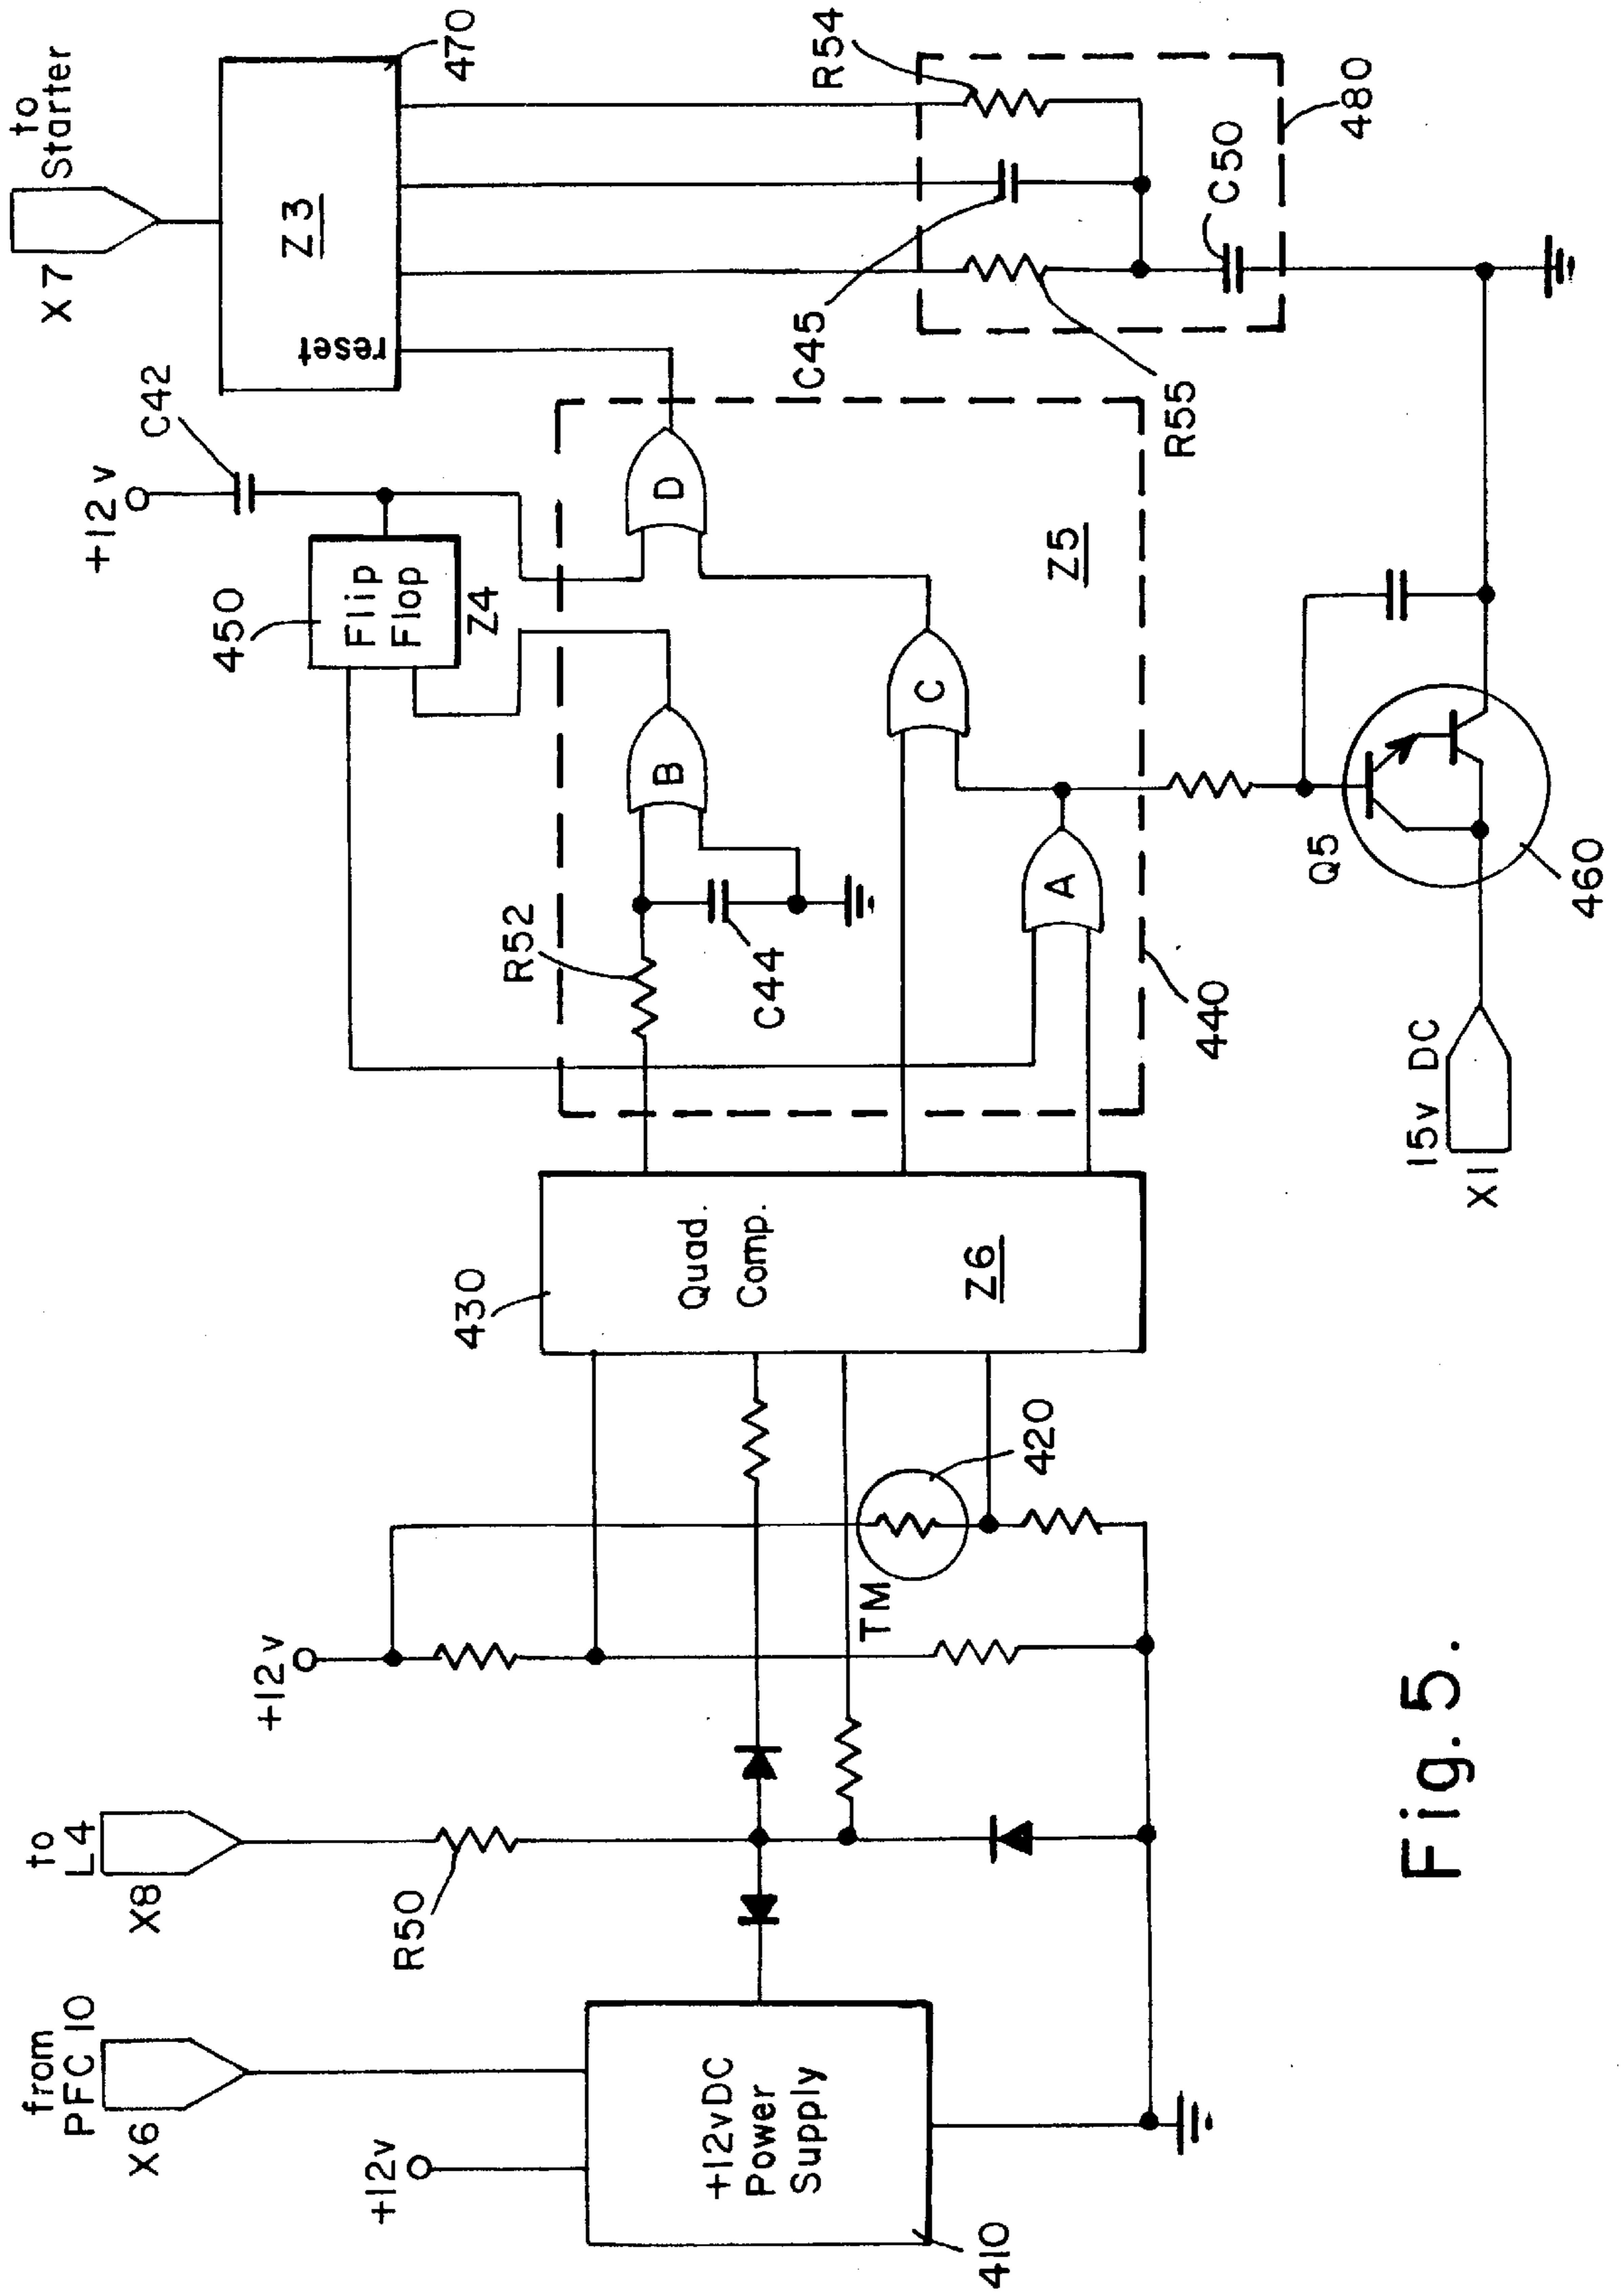 from
PFC 10
X6
+12v
+12vDC
Power
Supply
410
to
L4
X8
R50
+12v
TM
420
430
Quad.
Comp.
Z6
R52
C44
A
B
C
D
Z5
440
450
Flip
Flop
Z4
+12v
C42
to
Starter
X7
Z3
reset
470
R54
C45
R55
C50
480
Q5
460
15v DC
X1
Fig.5.